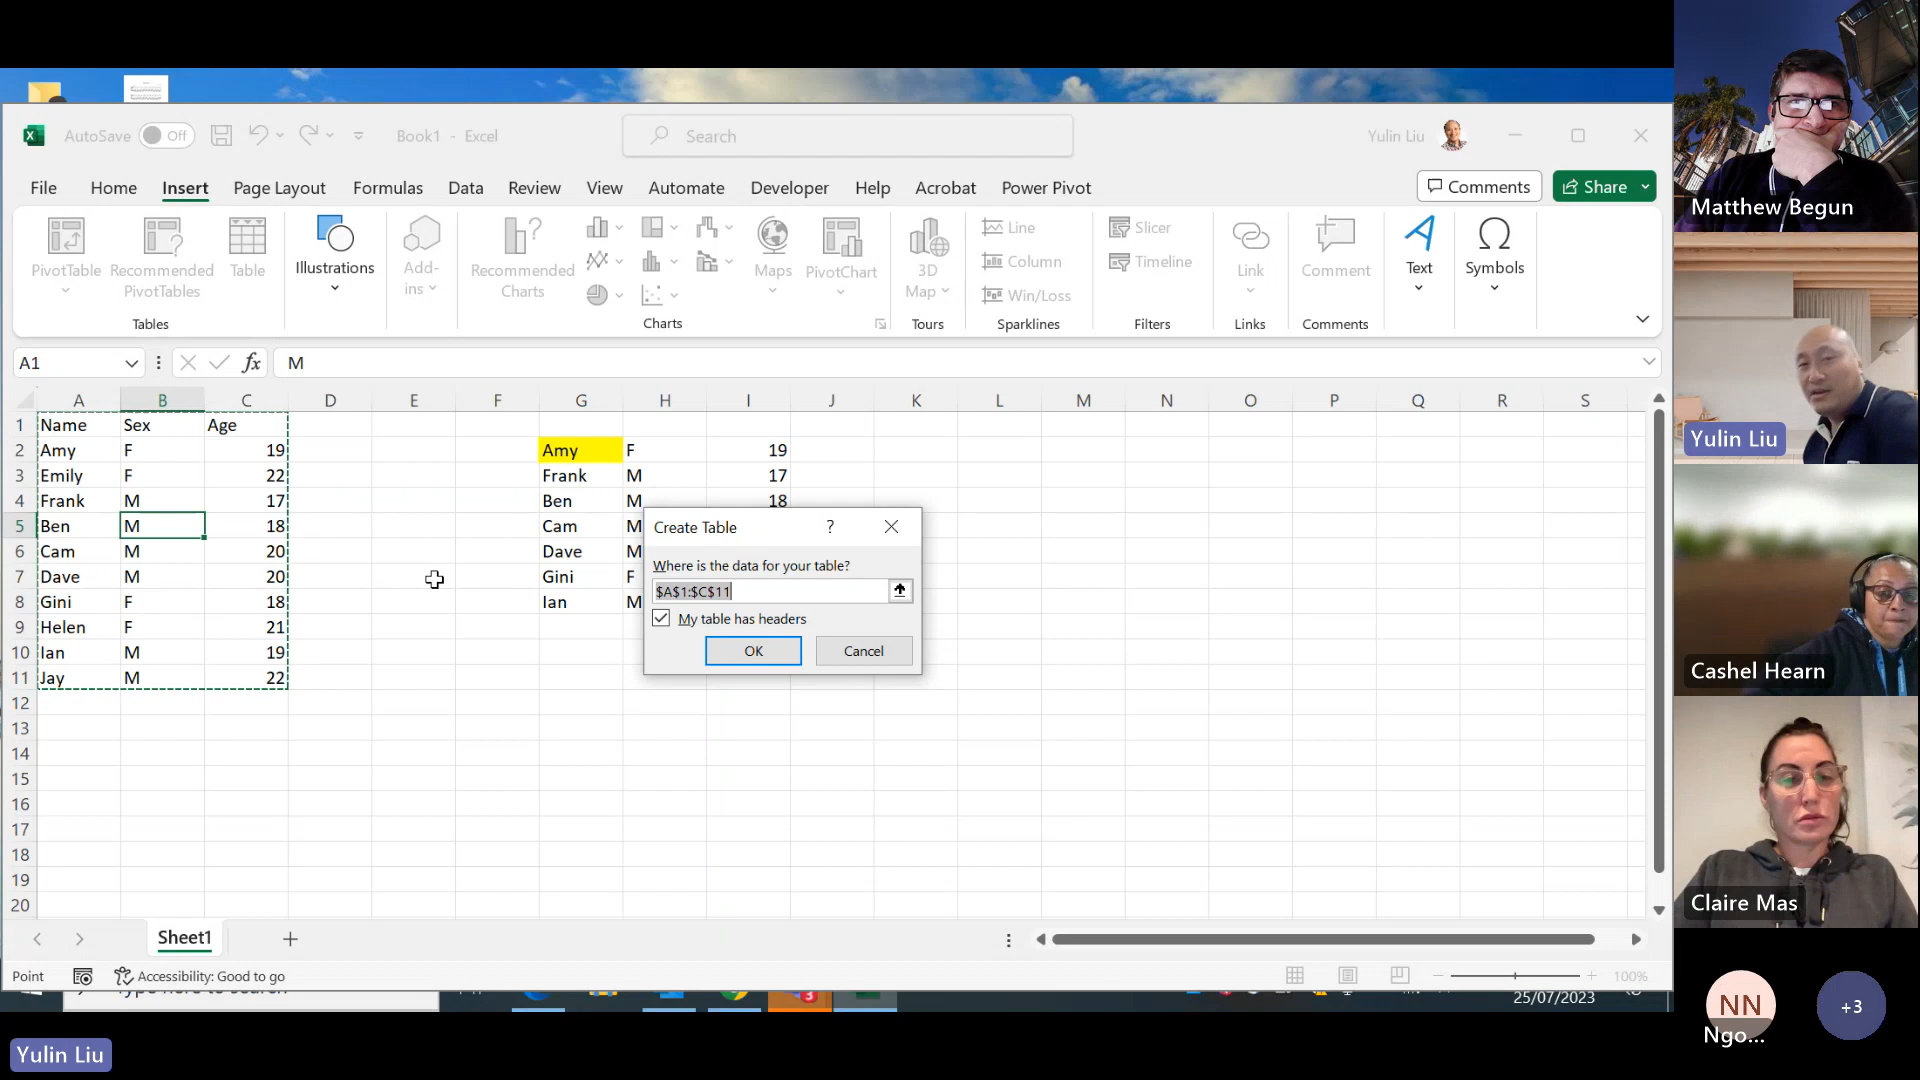 AutoSave Off Book1 - Excel Search Yulin Liu
File Home Insert Page Layout Formulas Data Review View Automate Developer Help Acrobat Power Pivot Comments Share
PivotTable Recommended PivotTables Table
Tables
Illustrations
Add-ins
Recommended Charts
Maps PivotChart
Charts
3D Map
Tours
Line
Column
Win/Loss
Sparklines
Slicer
Timeline
Filters
Link
Links
Comment
Comments
Text
Symbols
A1 fx M
A B C D E F G H I J K L M N O P Q R S
1 Name Sex Age
2 Amy F 19 Amy F 19
3 Emily F 22 Frank M 17
4 Frank M 17 Ben M 18
5 Ben M 18 Cam M
6 Cam M 20 Dave M
7 Dave M 20 Gini F
8 Gini F 18 Ian M
9 Helen F 21
10 Ian M 19
11 Jay M 22
12
13
14
15
16
17
18
19
20
Create Table ?
Where is the data for your table?
$A$1:$C$11
My table has headers
OK Cancel
Sheet1
Point Accessibility: Good to go 100%
3
25/07/2023
Matthew Begun
Yulin Liu
Cashel Hearn
Claire Mas
NN
Ngo...
+3
Yulin Liu